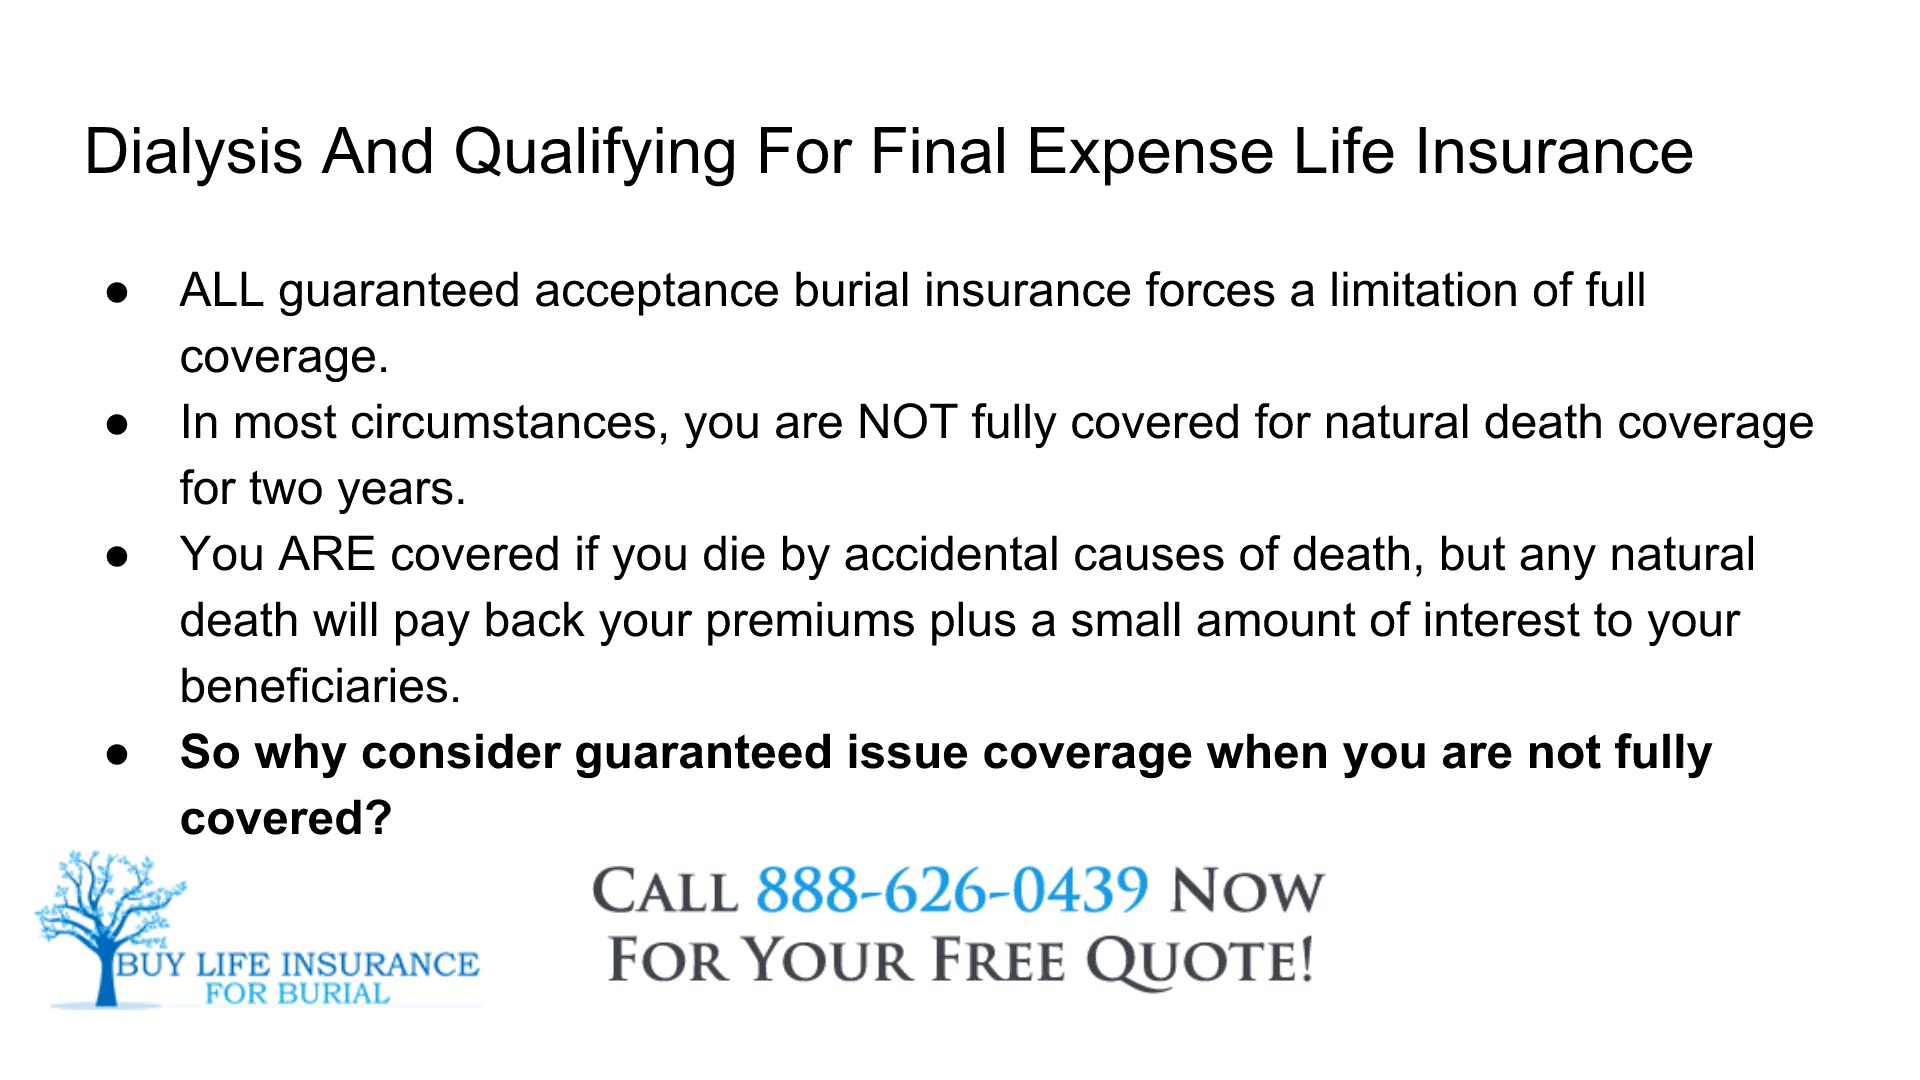 Dialysis And Qualifying For Final Expense Life Insurance
● ALL guaranteed acceptance burial insurance forces a limitation of full
coverage.
● In most circumstances, you are NOT fully covered for natural death coverage
for two years.
● You ARE covered if you die by accidental causes of death, but any natural
death will pay back your premiums plus a small amount of interest to your
beneficiaries.
● So why consider guaranteed issue coverage when you are not fully
covered?
CALL 888-626-0439 NOW
FOR YOUR FREE QUOTE!
BUY LIFE INSURANCE
FOR BURIAL